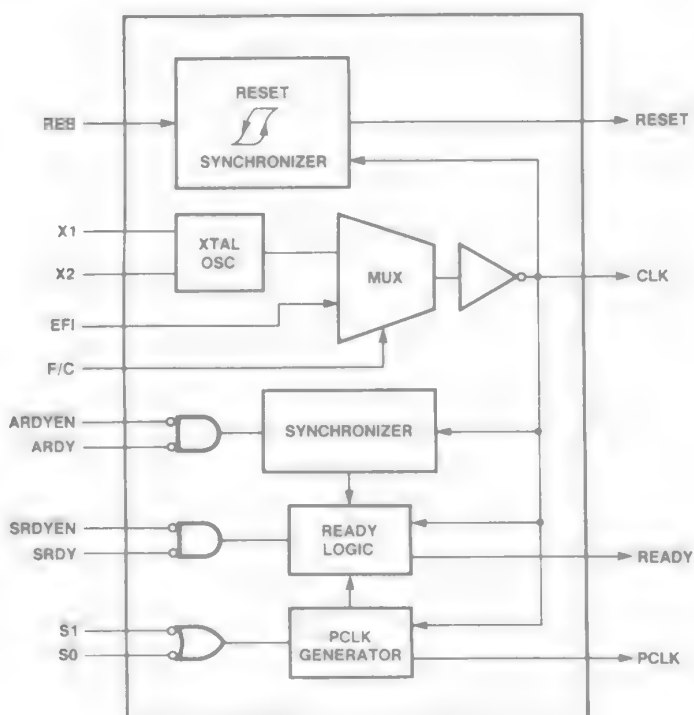 RESET
SYNCHRONIZER
RES
RESET
X1
XTAL
OSC
X2
MUX
CLK
EFI
F/C
ARDYEN
ARDY
SYNCHRONIZER
SRDYEN
SRDY
READY
LOGIC
READY
S1
S0
PCLK
GENERATOR
PCLK